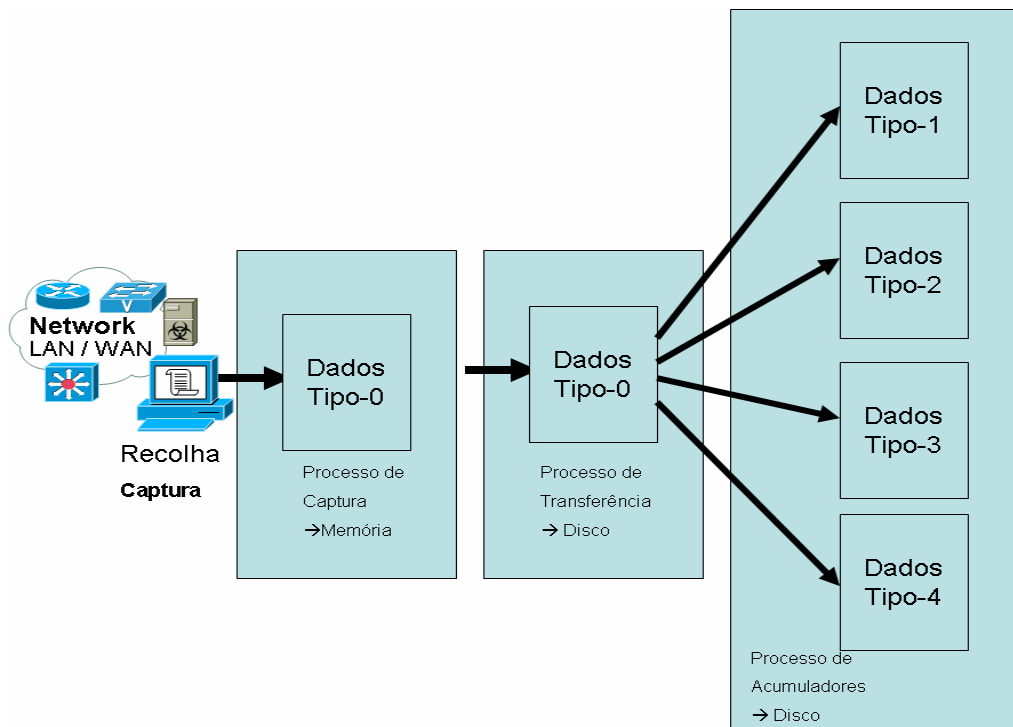 Network
LAN / WAN
V
Recolha
Captura
Dados
Tipo-0
Processo de
Captura
→Memória
Dados
Tipo-0
Processo de
Transferência
→ Disco
Dados
Tipo-1
Dados
Tipo-2
Dados
Tipo-3
Dados
Tipo-4
Processo de
Acumuladores
→ Disco